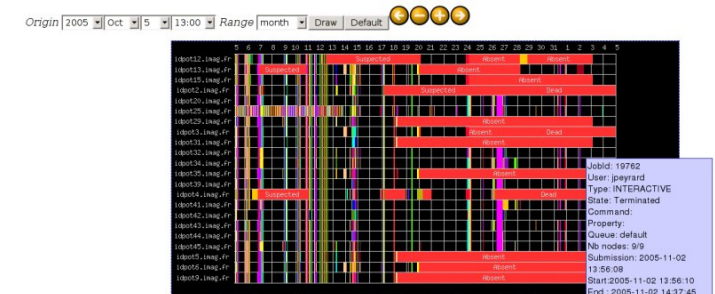 Origin 2005 Oct 5 13:00 Range month Draw Default
5 6 7 8 9 10 11 12 13 14 15 16 17 18 19 20 21 22 23 24 25 26 27 28 29 30 31 1 2 3 4 5
idpot12.imag.fr Suspected Absent Absent
idpot13.imag.fr Suspected Absent
idpot15.imag.fr Absent
idpot2.imag.fr Suspected Dead
idpot20.imag.fr
idpot25.imag.fr
idpot29.imag.fr Absent
idpot3.imag.fr Absent Dead
idpot31.imag.fr Absent
idpot32.imag.fr
idpot34.imag.fr
idpot35.imag.fr Absent
idpot39.imag.fr
idpot4.imag.fr Suspected Dead
idpot41.imag.fr
idpot42.imag.fr
idpot43.imag.fr
idpot44.imag.fr
idpot45.imag.fr
idpot5.imag.fr Absent
idpot6.imag.fr Absent
idpot9.imag.fr Absent
JobId: 19762
User: jpeyrard
Type: INTERACTIVE
State: Terminated
Command:
Property:
Queue: default
Nb nodes: 9/9
Submission: 2005-11-02
13:56:08
Start:2005-11-02 13:56:10
End : 2005-11-02 14:37:45